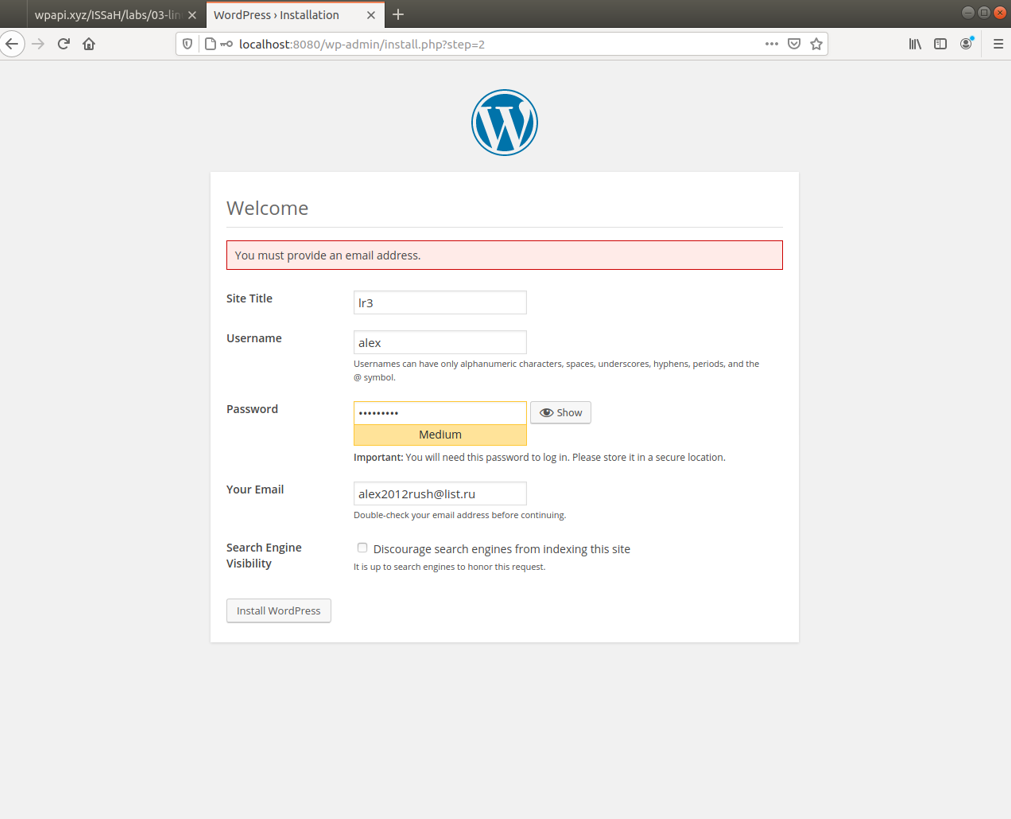 wpapi.xyz/ISSaH/labs/03-lin
WordPress › Installation
localhost:8080/wp-admin/install.php?step=2
Welcome
You must provide an email address.
Site Title
lr3
Username
alex
Usernames can have only alphanumeric characters, spaces, underscores, hyphens, periods, and the
@ symbol.
Password
•••••••••
Show
Medium
Important: You will need this password to log in. Please store it in a secure location.
Your Email
alex2012rush@list.ru
Double-check your email address before continuing.
Search Engine
Visibility
Discourage search engines from indexing this site
It is up to search engines to honor this request.
Install WordPress